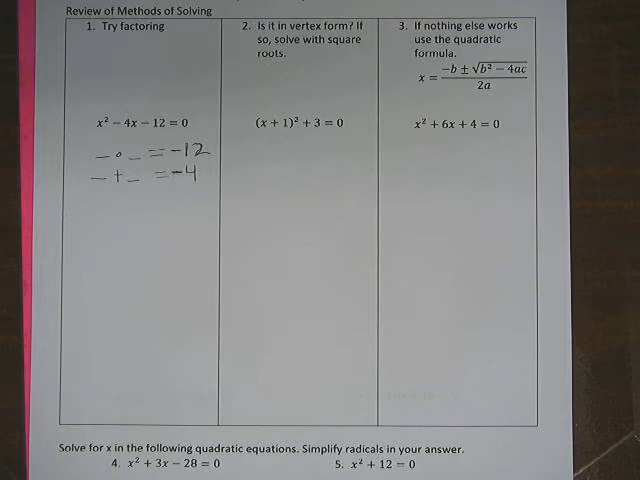 Review of Methods of Solving
1. Try factoring
x² − 4x − 12 = 0
_ ∘ _ = -12
_ + _ = -4
2. Is it in vertex form? If
so, solve with square
roots.
(x + 1)² + 3 = 0
3. If nothing else works
use the quadratic
formula.
x = (−b ± √(b² − 4ac)) / 2a
x² + 6x + 4 = 0
Solve for x in the following quadratic equations. Simplify radicals in your answer.
4. x² + 3x − 28 = 0
5. x² + 12 = 0